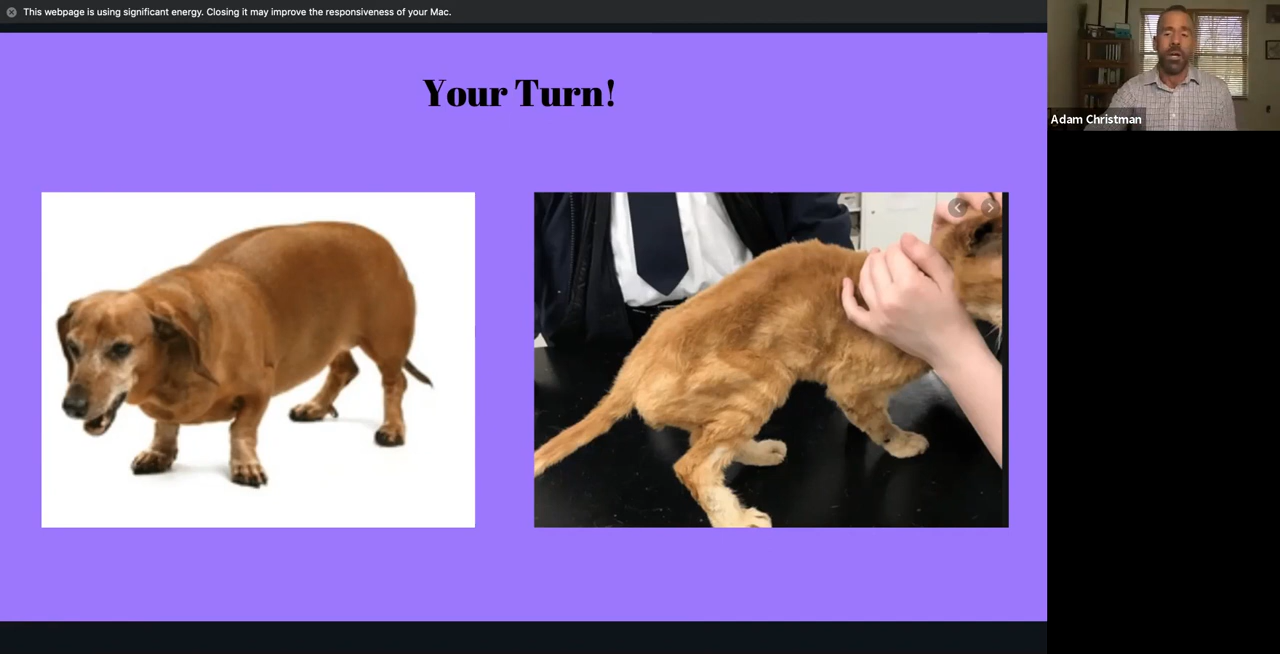 This webpage is using significant energy. Closing it may improve the responsiveness of your Mac.
Your Turn!
Adam Christman